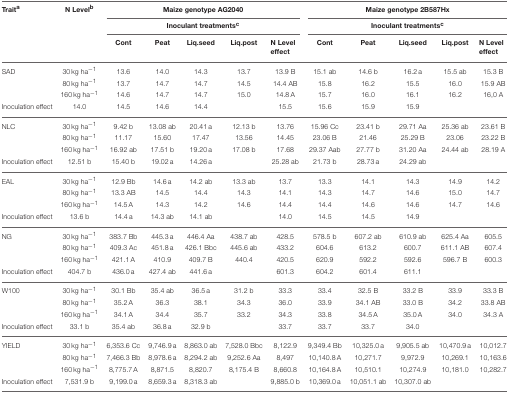 Traita N Levelb Maize genotype AG2040 Maize genotype 2B587Hx
Inoculant treatmentsc Inoculant treatmentsc
Cont Peat Liq.seed Liq.post N Level effect Cont Peat Liq.seed Liq.post N Level effect
SAD 30 kg ha−1 13.6 14.0 14.3 13.7 13.9 B 15.1 ab 14.6 b 16.2 a 15.5 ab 15.3 B
80 kg ha−1 13.7 14.7 14.7 14.5 14.4 AB 15.8 16.2 15.5 16.0 15.9 AB
160 kg ha−1 14.6 14.7 14.7 15.0 14.8 A 15.7 16.0 16.1 16.2 16,0 A
Inoculation effect 14.0 14.5 14.6 14.4 15.5 15.6 15.9 15.9
NLC 30 kg ha−1 9.42 b 13.08 ab 20.41 a 12.13 b 13.76 15.96 Cc 23.41 b 29.71 Aa 25.36 ab 23.61 B
80 kg ha−1 11.17 15.60 17.47 13.56 14.45 23.06 B 21.46 25.29 B 23.06 23.22 B
160 kg ha−1 16.92 ab 17.51 b 19.20 a 17.08 b 17.68 29.37 Aab 27.77 b 31.20 Aa 24.44 ab 28.19 A
Inoculation effect 12.51 b 15.40 b 19.02 a 14.26 a 25.28 ab 21.73 b 28.73 a 24.29 ab
EAL 30 kg ha−1 12.9 Bb 14.6 a 14.2 ab 13.3 ab 13.7 13.3 14.1 14.3 14.9 14.2
80 kg ha−1 13.3 AB 14.5 14.4 14.3 14.1 14.3 14.7 14.6 15.0 14.7
160 kg ha−1 14.5 A 14.3 14.2 14.6 14.4 14.4 14.6 14.6 14.7 14.6
Inoculation effect 13.6 b 14.4 a 14.3 ab 14.1 ab 14.0 14.5 14.5 14.9
NG 30 kg ha−1 383.7 Bb 445.3 a 446.4 Aa 438.7 ab 428.5 578.5 b 607.2 ab 610.9 ab 625.4 Aa 605.5
80 kg ha−1 409.3 Ac 451.8 a 426.1 Bbc 445.6 ab 433.2 604.6 613.2 600.7 611.1 AB 607.4
160 kg ha−1 421.1 A 410.9 409.7 B 440.4 420.5 620.9 592.2 592.6 596.7 B 600.3
Inoculation effect 404.7 b 436.0 a 427.4 ab 441.6 a 601.3 604.2 601.4 611.1
W100 30 kg ha−1 30.1 Bb 35.4 ab 36.5 a 31.2 b 33.3 33.4 32.5 B 33.2 B 33.9 33.3 B
80 kg ha−1 35.2 A 36.3 38.1 34.3 36.0 33.9 34.1 AB 33.0 B 34.2 33.8 AB
160 kg ha−1 34.1 A 34.4 35.7 33.2 34.3 33.8 34.5 A 35.0 A 34.0 34.3 A
Inoculation effect 33.1 b 35.4 ab 36.8 a 32.9 b 33.7 33.7 33.7 34.0
YIELD 30 kg ha−1 6,353.6 Cc 9,746.9 a 8,863.0 ab 7,528.0 Bbc 8,122.9 9,349.4 Bb 10,325.0 a 9,905.5 ab 10,470.9 a 10,012.7
80 kg ha−1 7,466.3 Bb 8,978.6 a 8,294.2 ab 9,252.6 Aa 8,497 10,140.8 A 10,271.7 9,972.9 10,269.1 10,163.6
160 kg ha−1 8,775.7 A 8,871.5 8,820.7 8,175.4 B 8,660.8 10,164.8 A 10,510.1 10,274.9 10,181.0 10,282.7
Inoculation effect 7,531.9 b 9,199.0 a 8,659.3 a 8,318.3 ab 9,885.0 b 10,369.0 a 10,051.1 ab 10,307.0 ab